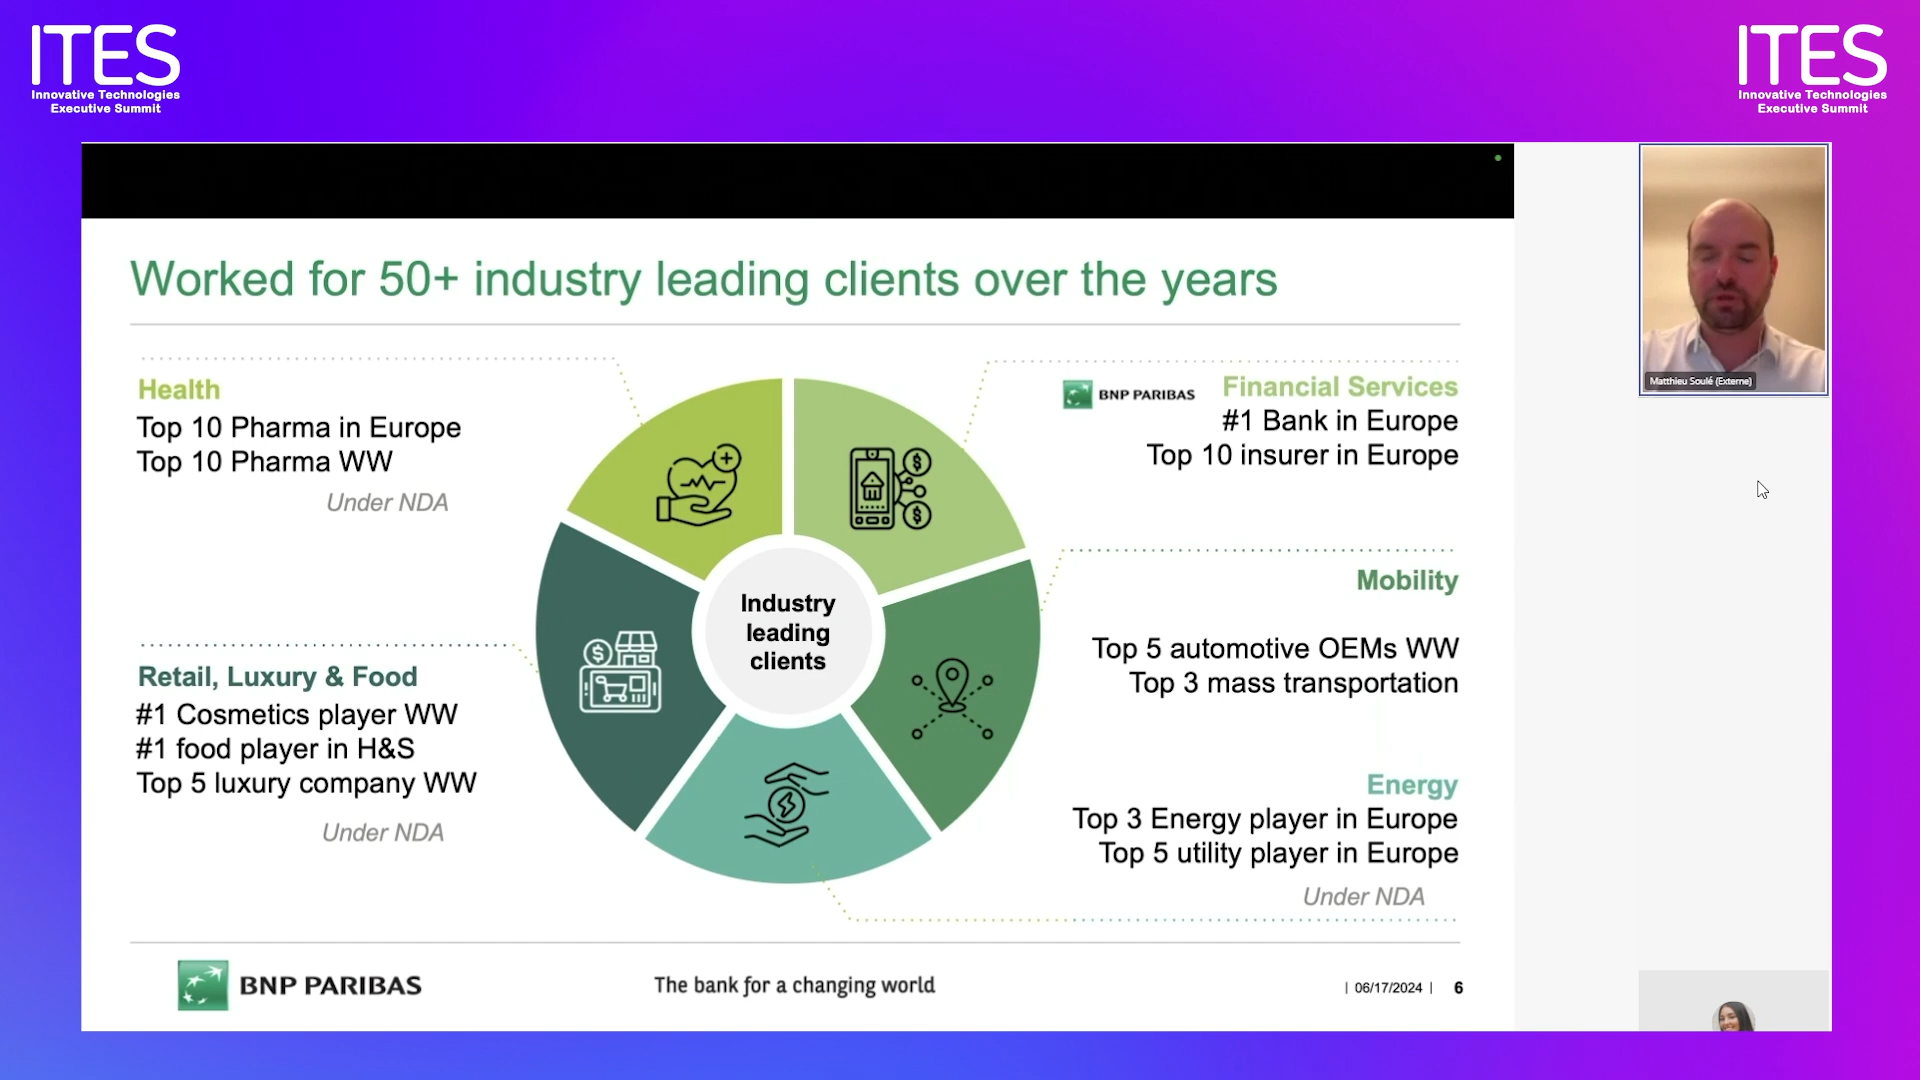 ITES
Innovative Technologies
Executive Summit
ITES
Innovative Technologies
Executive Summit
Worked for 50+ industry leading clients over the years
Health
Top 10 Pharma in Europe
Top 10 Pharma WW
Under NDA
BNP PARIBAS
Financial Services
#1 Bank in Europe
Top 10 insurer in Europe
Mobility
Top 5 automotive OEMs WW
Top 3 mass transportation
Industry
leading
clients
Retail, Luxury & Food
#1 Cosmetics player WW
#1 food player in H&S
Top 5 luxury company WW
Under NDA
Energy
Top 3 Energy player in Europe
Top 5 utility player in Europe
Under NDA
BNP PARIBAS
The bank for a changing world
| 06/17/2024 | 6
Matthieu Soulé (Externe)